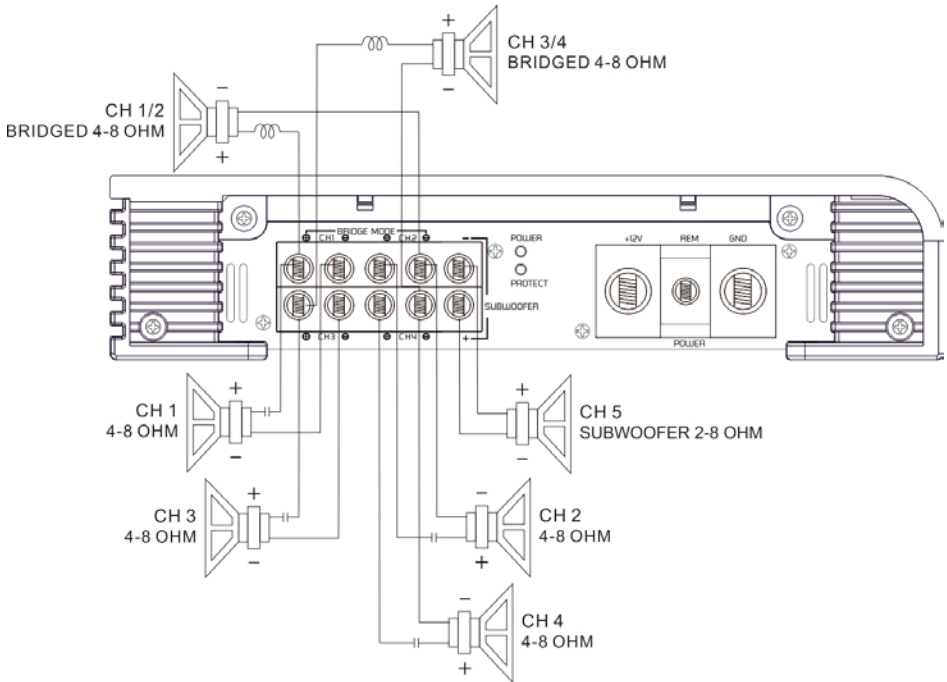 +
CH 3/4
BRIDGED 4-8 OHM
-
-
CH 1/2
BRIDGED 4-8 OHM
+
BRIDGE MODE
⊕ CH1 ⊖ ⊕ CH2 ⊖
-
POWER
PROTECT
SUBWOOFER
⊕ CH3 ⊖ ⊕ CH4 ⊖
+
+12V REM GND
POWER
+
CH 1
4-8 OHM
-
+
CH 5
SUBWOOFER 2-8 OHM
-
+
CH 3
4-8 OHM
-
-
CH 2
4-8 OHM
+
-
CH 4
4-8 OHM
+